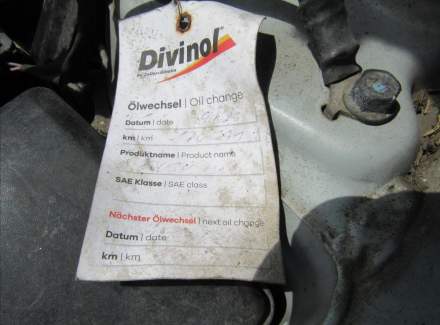 Divinol
Ölwechsel | Oil change
Datum | date
km | km
Produktname | Product name
SAE Klasse | SAE class
Nächster Ölwechsel | next oil change
Datum | date
km | km